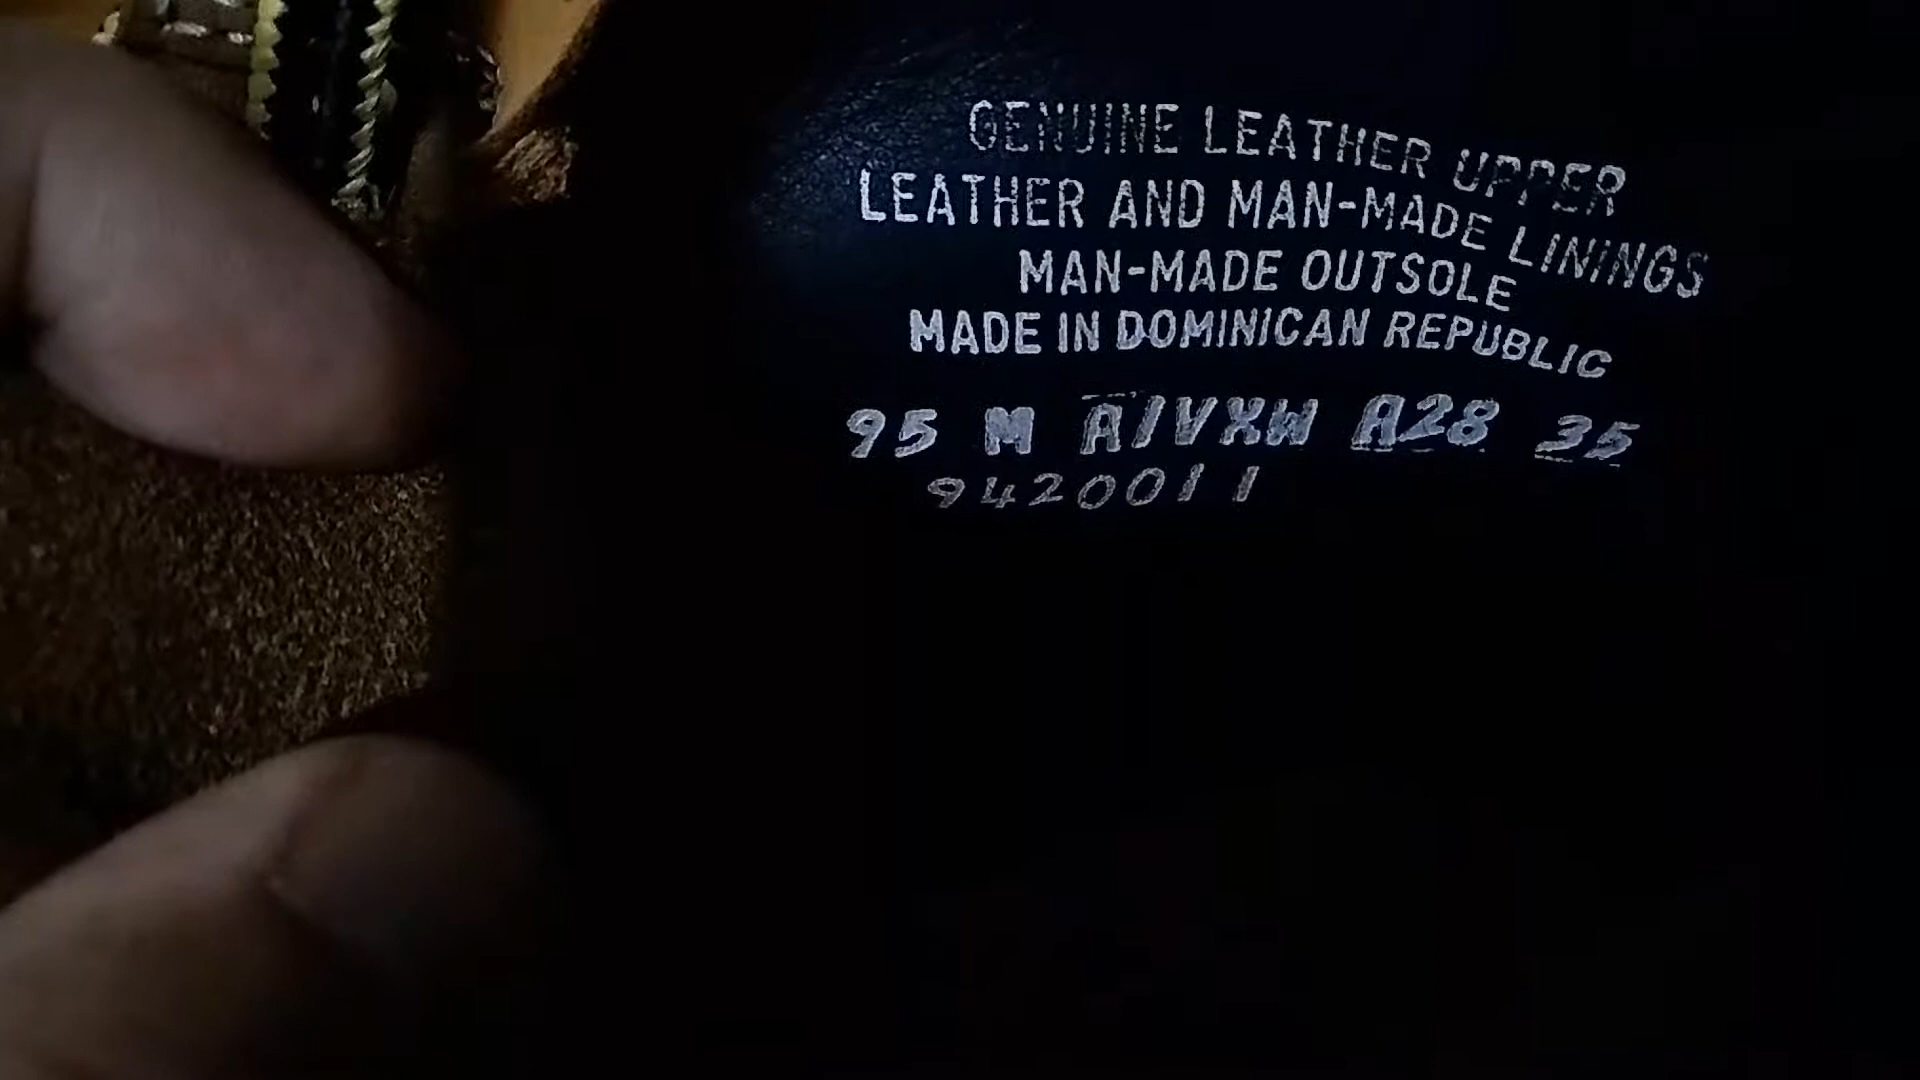 GENUINE LEATHER UPPER
LEATHER AND MAN-MADE LININGS
MAN-MADE OUTSOLE
MADE IN DOMINICAN REPUBLIC
95 M A1VXW A28 35
9420011